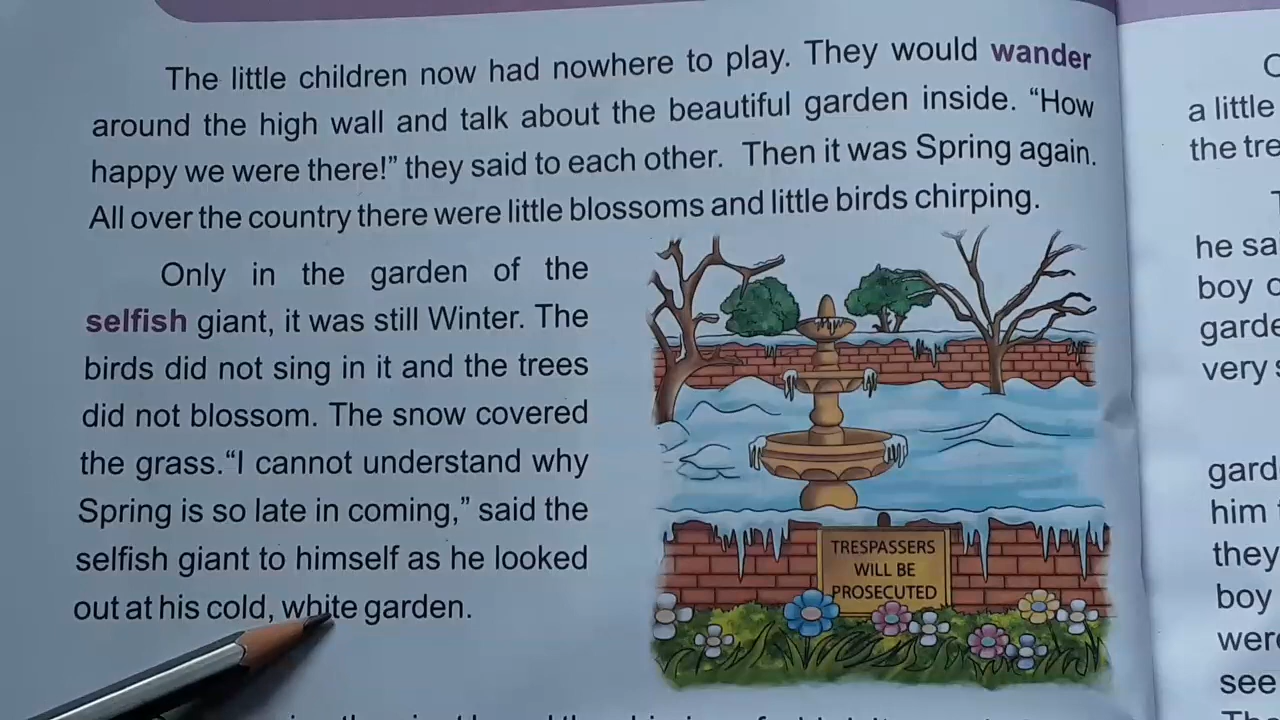 The little children now had nowhere to play. They would wander
around the high wall and talk about the beautiful garden inside. “How
happy we were there!” they said to each other. Then it was Spring again.
All over the country there were little blossoms and little birds chirping.
Only in the garden of the
selfish giant, it was still Winter. The
birds did not sing in it and the trees
did not blossom. The snow covered
the grass.“I cannot understand why
Spring is so late in coming,” said the
selfish giant to himself as he looked
out at his cold, white garden.
TRESPASSERS
WILL BE
PROSECUTED
a little
the
he
boy
very
him
they
boy
see